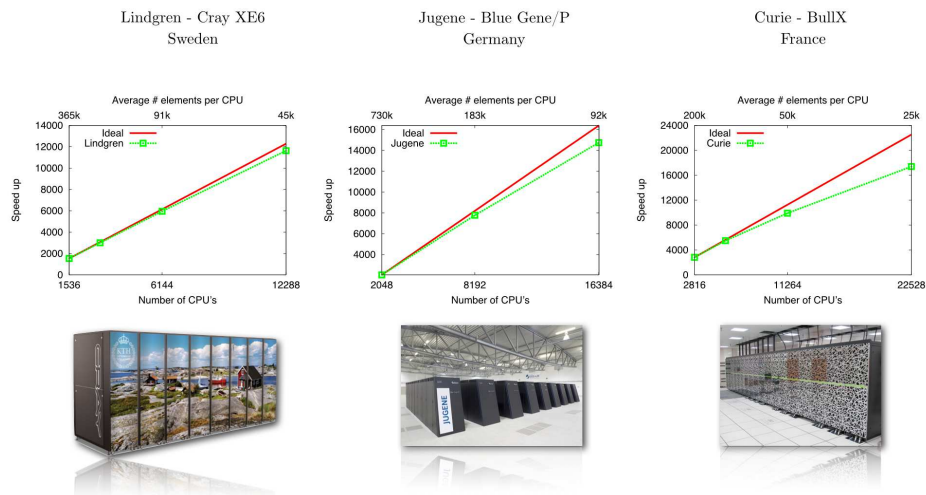 Lindgren - Cray XE6
Sweden
Jugene - Blue Gene/P
Germany
Curie - BullX
France
Average # elements per CPU
365k 91k 45k
14000
12000
10000
8000
6000
4000
2000
0
Ideal
Lindgren
Speed up
1536 6144 12288
Number of CPU's
Average # elements per CPU
730k 183k 92k
16000
14000
12000
10000
8000
6000
4000
2000
0
Ideal
Jugene
Speed up
2048 8192 16384
Number of CPU's
Average # elements per CPU
200k 50k 25k
24000
20000
16000
12000
8000
4000
0
Ideal
Curie
Speed up
2816 11264 22528
Number of CPU's
KTH
JUGENE